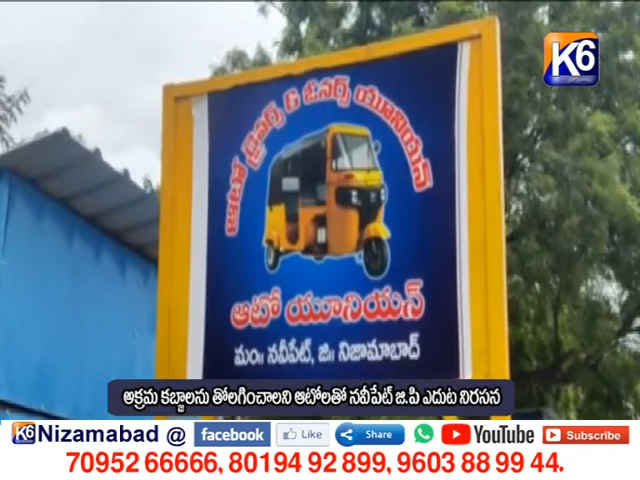 K6
ఆటో డ్రైవర్స్ & ఓనర్స్ యూనియన్
ఆటో యూనియన్
మం॥ నవీపేట్, జి॥ నిజామాబాద్
అక్రమ కబ్జాలను తోలగించాలని ఆటోలతో నవీపేట్ జి.పి ఎదుట నిరసన
K6 Nizamabad @ facebook Like Share YouTube Subscribe
70952 66666, 80194 92 899, 9603 88 99 44.